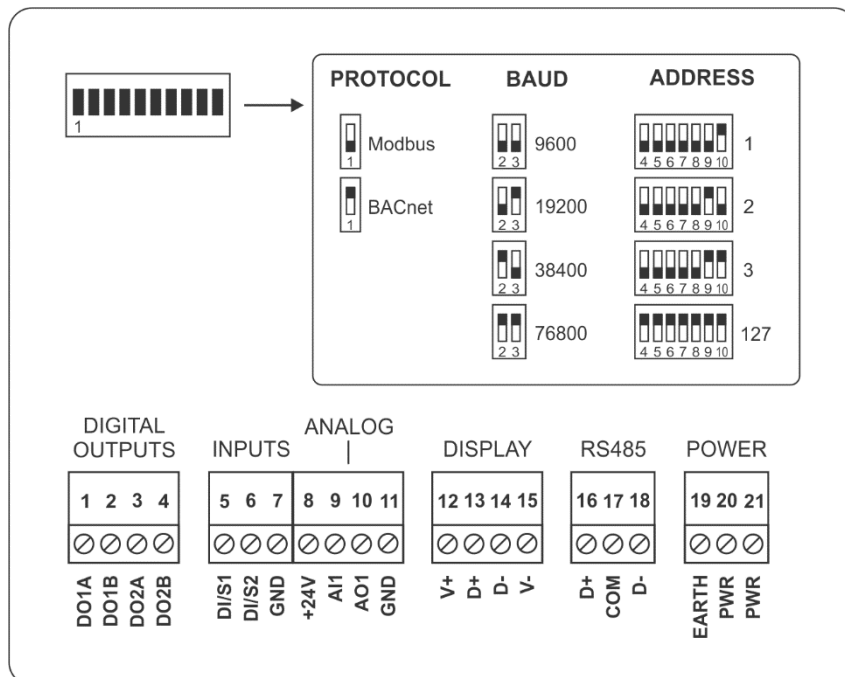 1
PROTOCOL BAUD ADDRESS
1 Modbus
2 3 9600
4 5 6 7 8 9 10 1
1 BACnet
2 3 19200
4 5 6 7 8 9 10 2
2 3 38400
4 5 6 7 8 9 10 3
2 3 76800
4 5 6 7 8 9 10 127
DIGITAL
OUTPUTS
INPUTS
ANALOG
DISPLAY
RS485
POWER
1 2 3 4
5 6 7
8 9 10 11
12 13 14 15
16 17 18
19 20 21
DO1A
DO1B
DO2A
DO2B
DI/S1
DI/S2
GND
+24V
AI1
AO1
GND
V+
D+
D-
V-
D+
COM
D-
EARTH
PWR
PWR